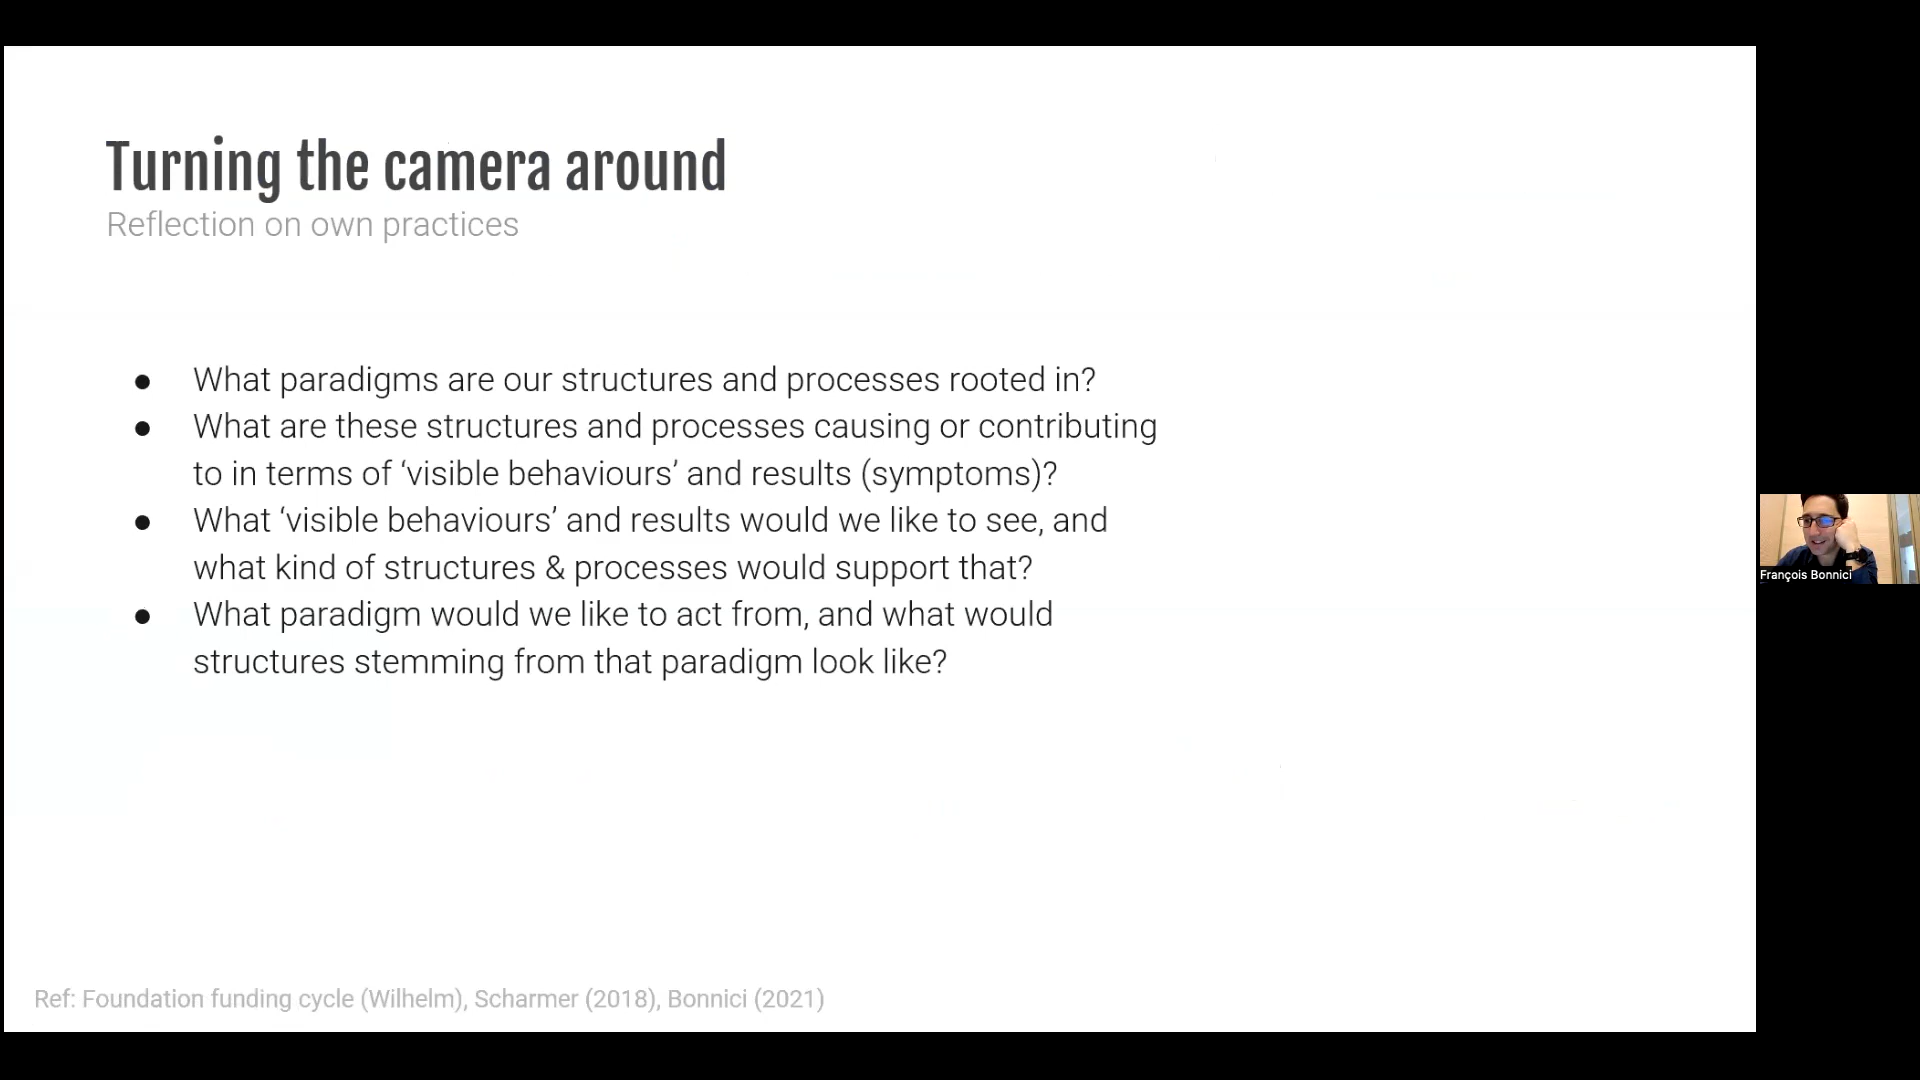 Turning the camera around
Reflection on own practices
● What paradigms are our structures and processes rooted in?
● What are these structures and processes causing or contributing
to in terms of ‘visible behaviours’ and results (symptoms)?
● What ‘visible behaviours’ and results would we like to see, and
what kind of structures & processes would support that?
● What paradigm would we like to act from, and what would
structures stemming from that paradigm look like?
François Bonnici
Ref: Foundation funding cycle (Wilhelm), Scharmer (2018), Bonnici (2021)